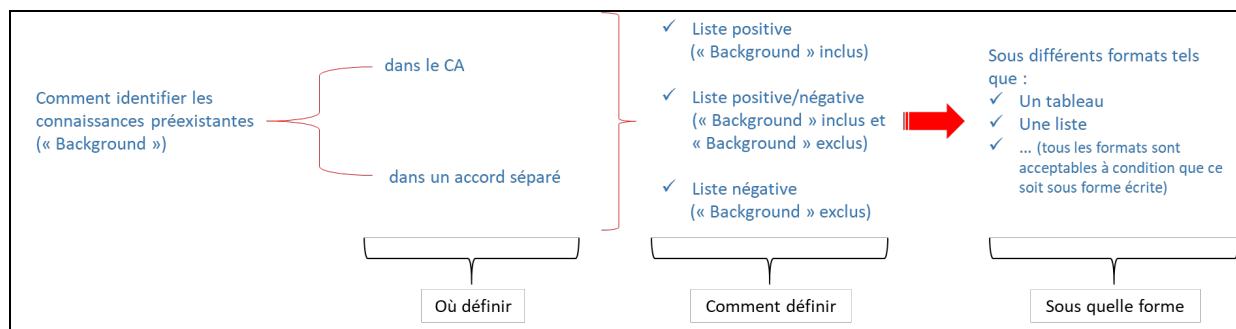 Comment identifier les
connaissances préexistantes
(« Background »)
dans le CA
dans un accord séparé
✓ Liste positive
(« Background » inclus)
✓ Liste positive/négative
(« Background » inclus et
« Background » exclus)
✓ Liste négative
(« Background » exclus)
Sous différents formats tels
que :
✓ Un tableau
✓ Une liste
✓ ... (tous les formats sont
acceptables à condition que ce
soit sous forme écrite)
Où définir
Comment définir
Sous quelle forme